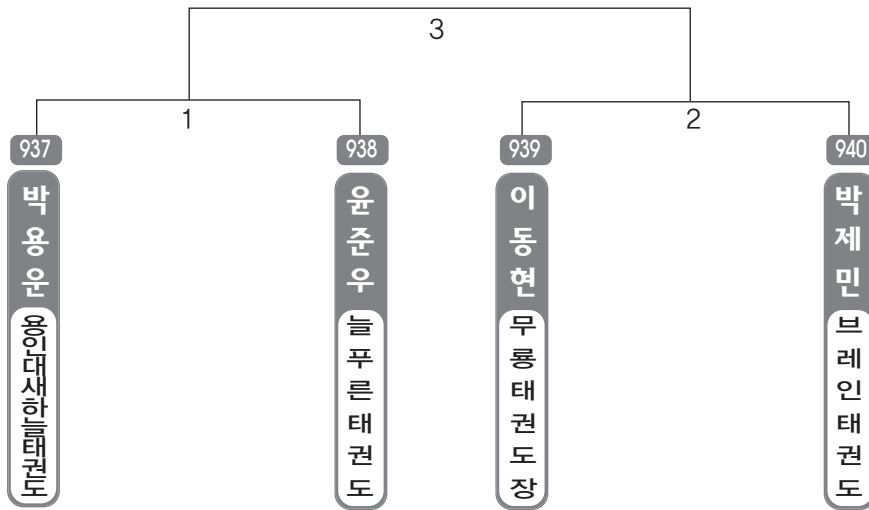 3
1
2
937
938
939
940
박용운
윤준우
이동현
박제민
용인대새하늘태권도
늘푸른태권도
무룡태권도장
브레인태권도